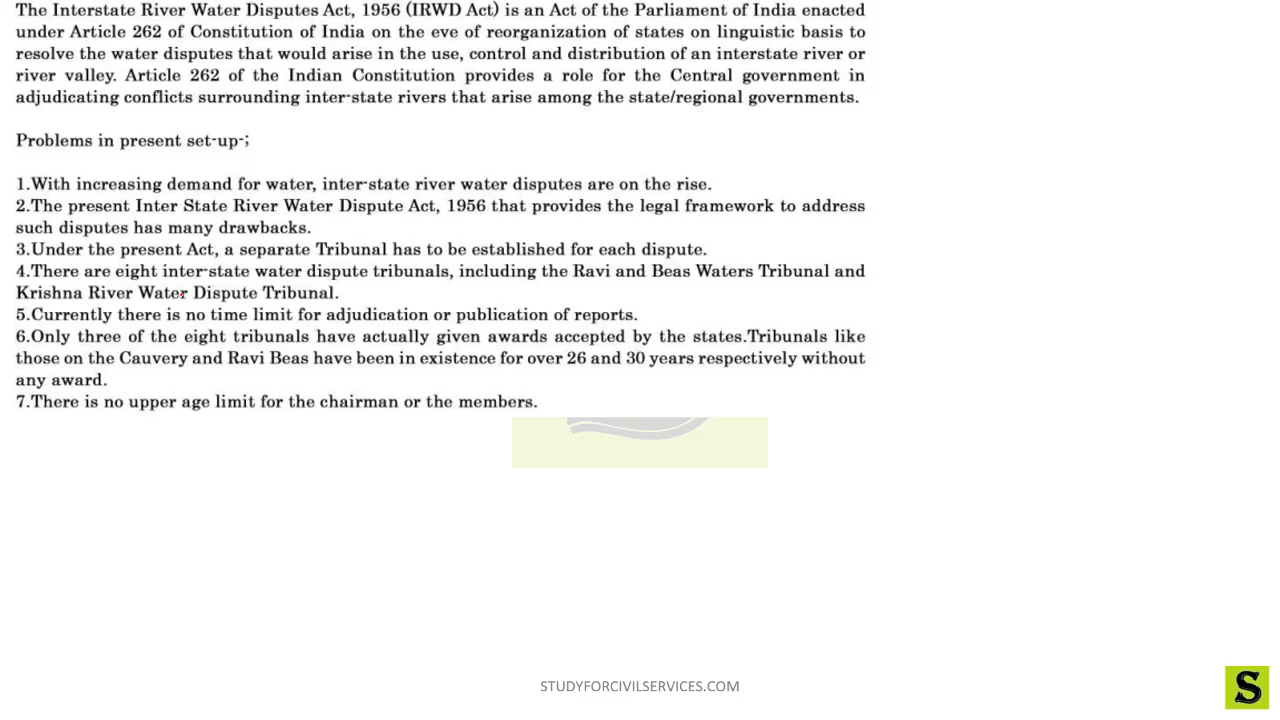 The Interstate River Water Disputes Act, 1956 (IRWD Act) is an Act of the Parliament of India enacted
under Article 262 of Constitution of India on the eve of reorganization of states on linguistic basis to
resolve the water disputes that would arise in the use, control and distribution of an interstate river or
river valley. Article 262 of the Indian Constitution provides a role for the Central government in
adjudicating conflicts surrounding inter-state rivers that arise among the state/regional governments.
Problems in present set-up-;
1.With increasing demand for water, inter-state river water disputes are on the rise.
2.The present Inter State River Water Dispute Act, 1956 that provides the legal framework to address
such disputes has many drawbacks.
3.Under the present Act, a separate Tribunal has to be established for each dispute.
4.There are eight inter-state water dispute tribunals, including the Ravi and Beas Waters Tribunal and
Krishna River Water Dispute Tribunal.
5.Currently there is no time limit for adjudication or publication of reports.
6.Only three of the eight tribunals have actually given awards accepted by the states.Tribunals like
those on the Cauvery and Ravi Beas have been in existence for over 26 and 30 years respectively without
any award.
7.There is no upper age limit for the chairman or the members.
STUDYFORCIVILSERVICES.COM
S